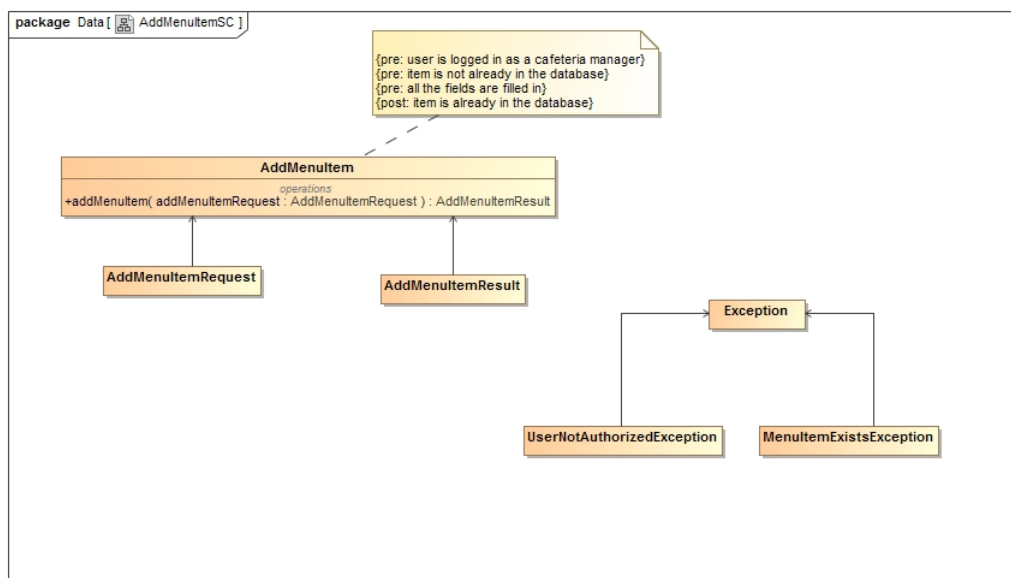 package Data [ AddMenuItemSC ]
{pre: user is logged in as a cafeteria manager}
{pre: item is not already in the database}
{pre: all the fields are filled in}
{post: item is already in the database}
AddMenuItem
operations
+addMenuItem( addMenuItemRequest : AddMenuItemRequest ) : AddMenuItemResult
AddMenuItemRequest
AddMenuItemResult
Exception
UserNotAuthorizedException
MenuItemExistsException